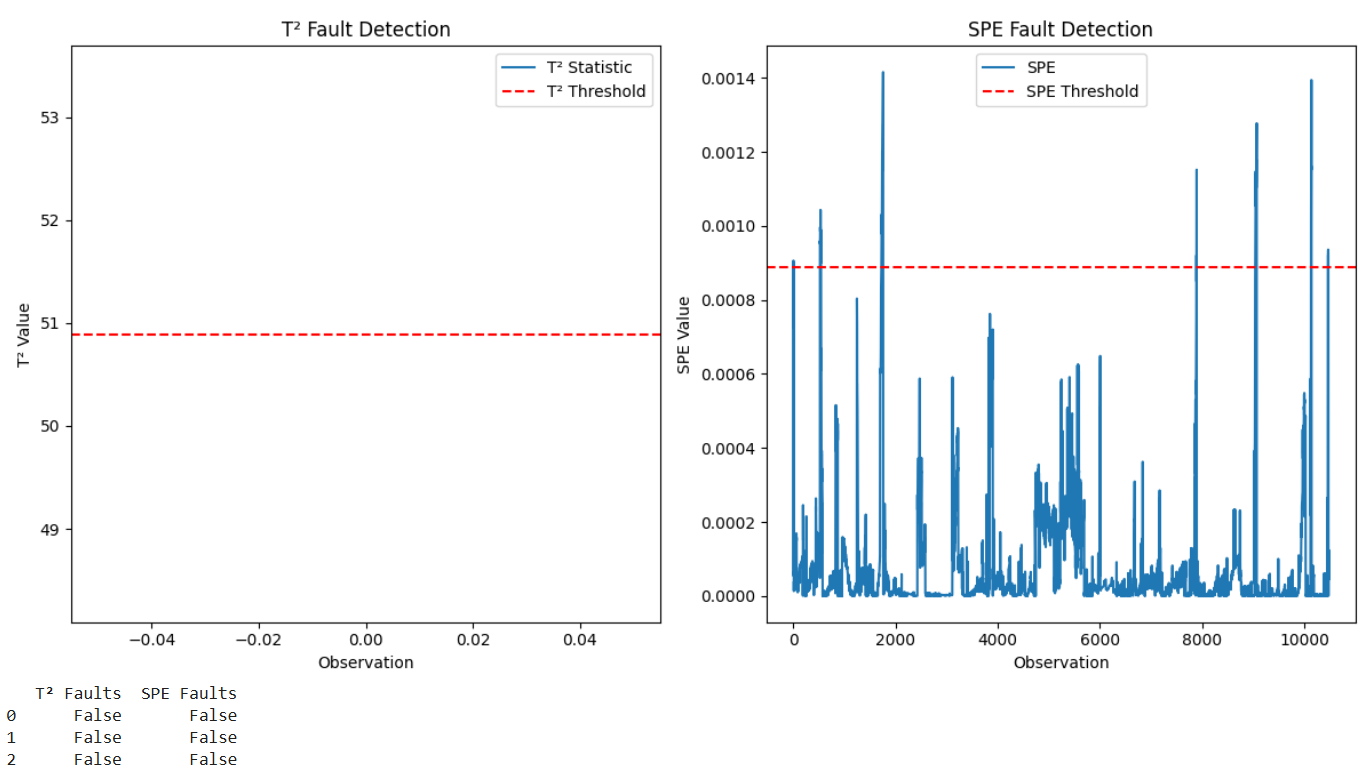 T² Fault Detection
T² Statistic
T² Threshold
53
52
51
50
49
T² Value
−0.04
−0.02
0.00
0.02
0.04
Observation
SPE Fault Detection
SPE
SPE Threshold
0.0014
0.0012
0.0010
0.0008
0.0006
0.0004
0.0002
0.0000
SPE Value
0
2000
4000
6000
8000
10000
Observation
T² Faults SPE Faults
0 False False
1 False False
2 False False